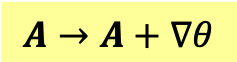 𝑨 → 𝑨 + ∇𝜃